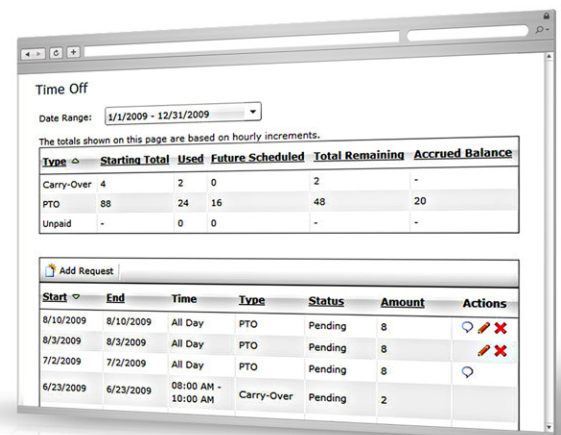 Time Off
Date Range: 1/1/2009 - 12/31/2009
The totals shown on this page are based on hourly increments.
Type Starting Total Used Future Scheduled Total Remaining Accrued Balance
Carry-Over 4 2 0 2 -
PTO 88 24 16 48 20
Unpaid - 0 0 - -
Add Request
Start End Time Type Status Amount Actions
8/10/2009 8/10/2009 All Day PTO Pending 8
8/3/2009 8/3/2009 All Day PTO Pending 8
7/2/2009 7/2/2009 All Day PTO Pending 8
6/23/2009 6/23/2009 08:00 AM - 10:00 AM Carry-Over Pending 2